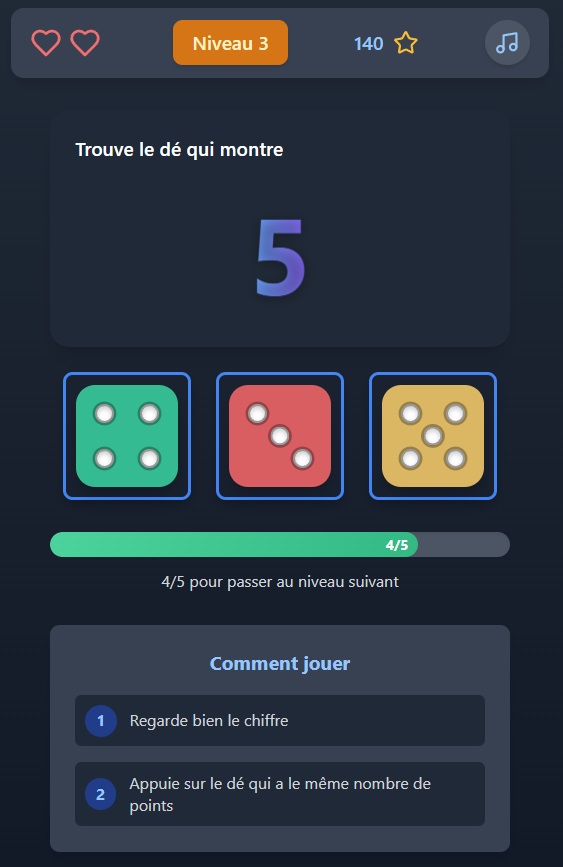 Niveau 3
140
Trouve le dé qui montre
5
4/5
4/5 pour passer au niveau suivant
Comment jouer
1 Regarde bien le chiffre
2 Appuie sur le dé qui a le même nombre de
points